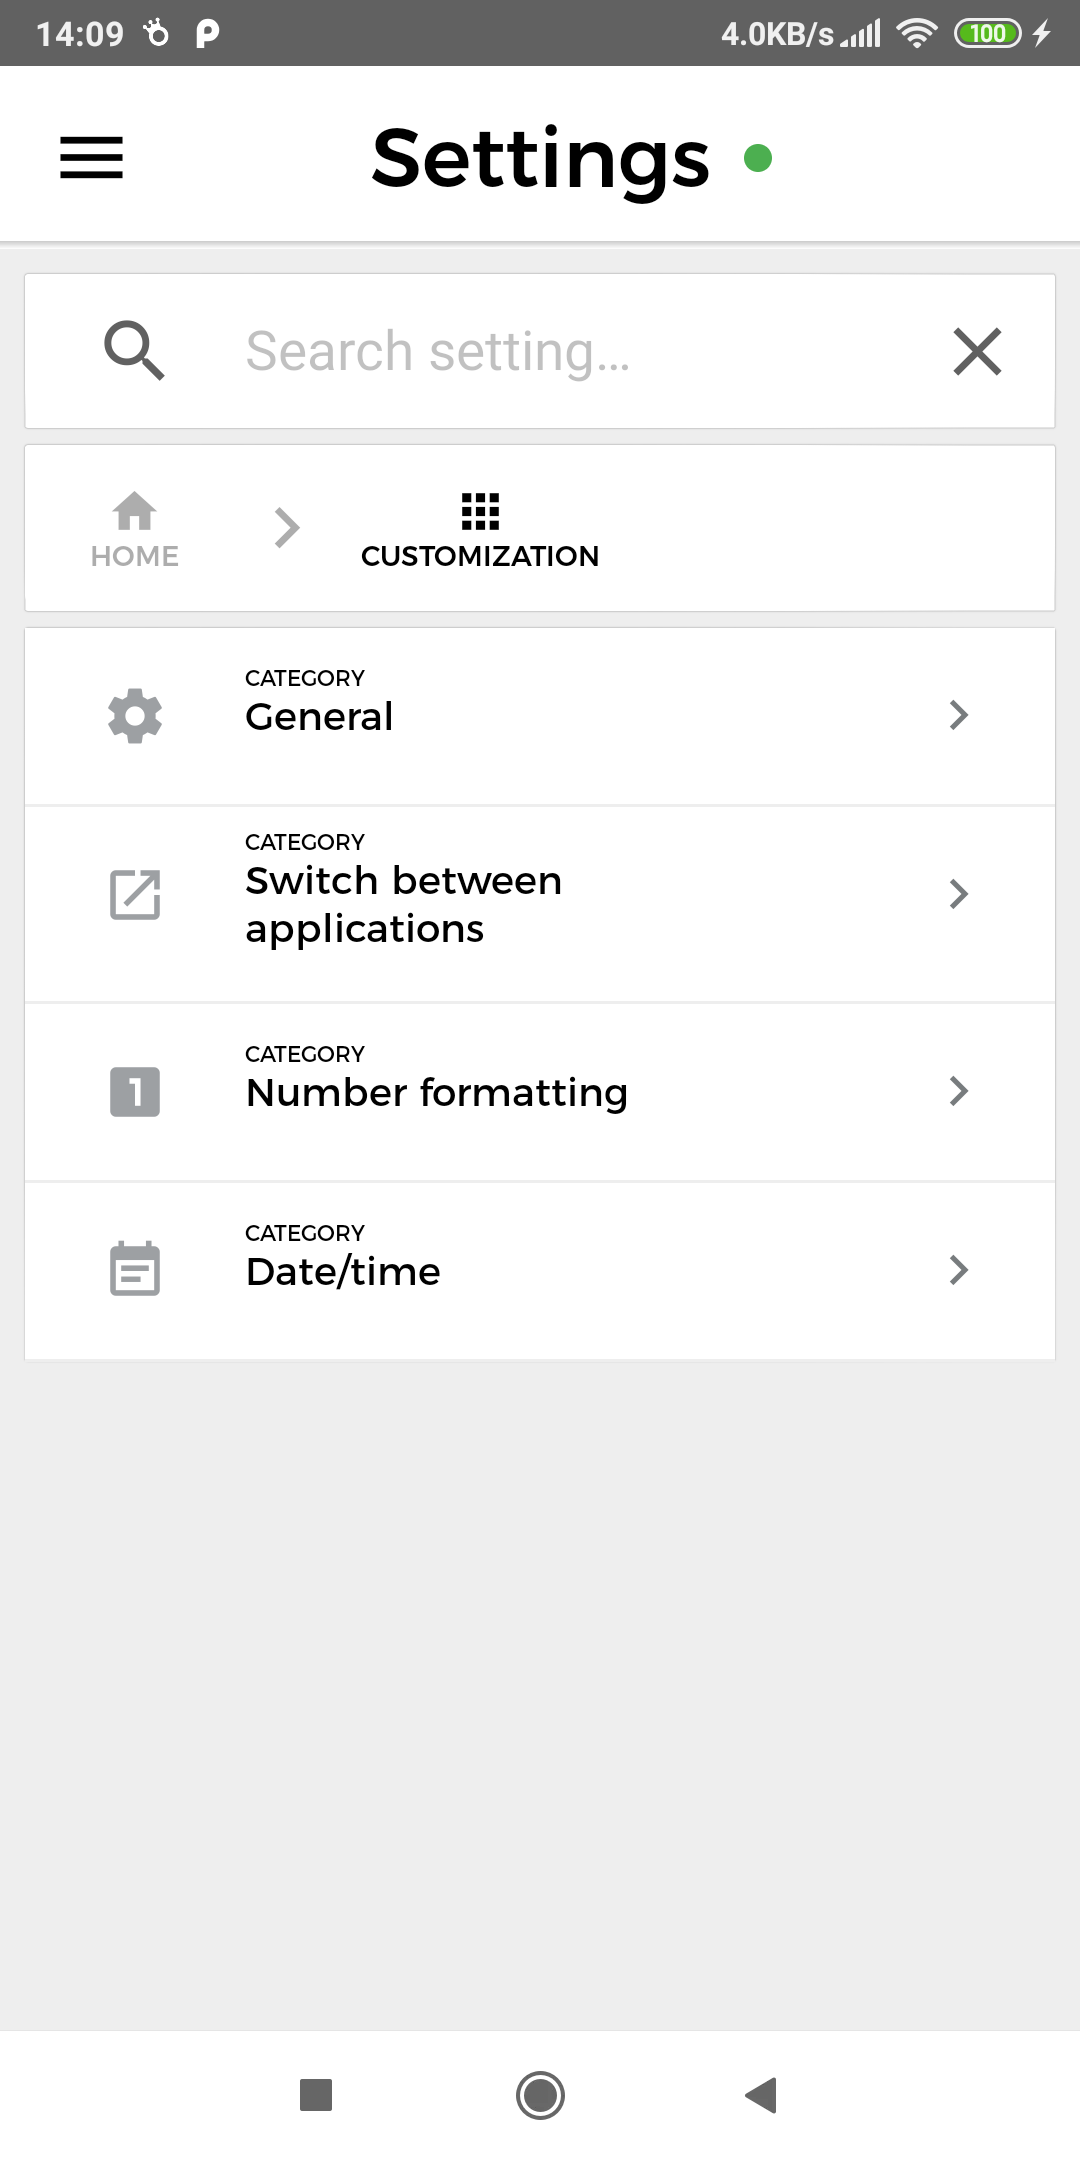 14:09
4.0KB/s
100
Settings
Search setting...
HOME
CUSTOMIZATION
CATEGORY
General
CATEGORY
Switch between
applications
1
CATEGORY
Number formatting
CATEGORY
Date/time